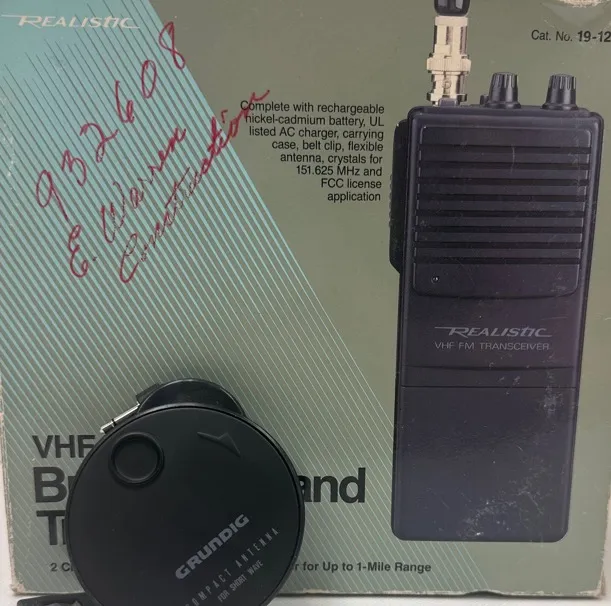 REALISTIC
Cat. No. 19-12
932608
E. Warren
Construction
Complete with rechargeable
nickel-cadmium battery, UL
listed AC charger, carrying
case, belt clip, flexible
antenna, crystals for
151.625 MHz and
FCC license
application
REALISTIC
VHF FM TRANSCEIVER
VHF
and
2 C
r for Up to 1-Mile Range
GRUNDIG
COMPACT ANTENNA
FOR SHORT WAVE